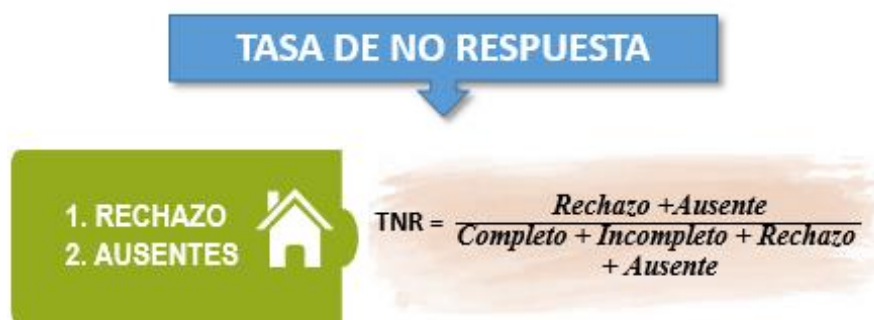 TASA DE NO RESPUESTA
1. RECHAZO
2. AUSENTES
TNR = Rechazo +Ausente
Completo + Incompleto + Rechazo
+ Ausente